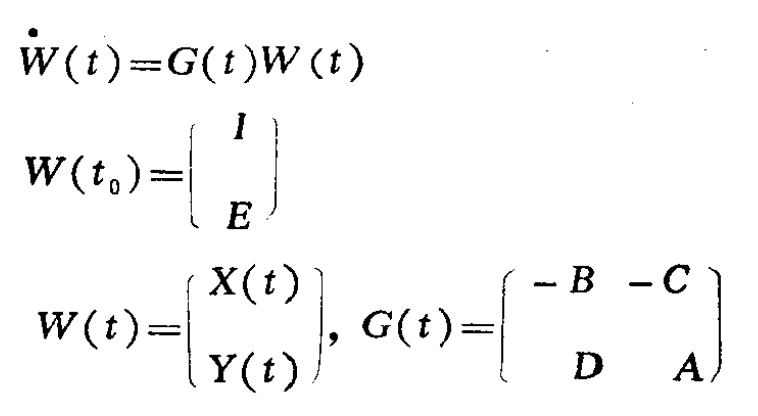 Ẇ(t)=G(t)W(t)
W(t₀)=(I E)
W(t)=(X(t) Y(t)), G(t)=(-B -C D A)